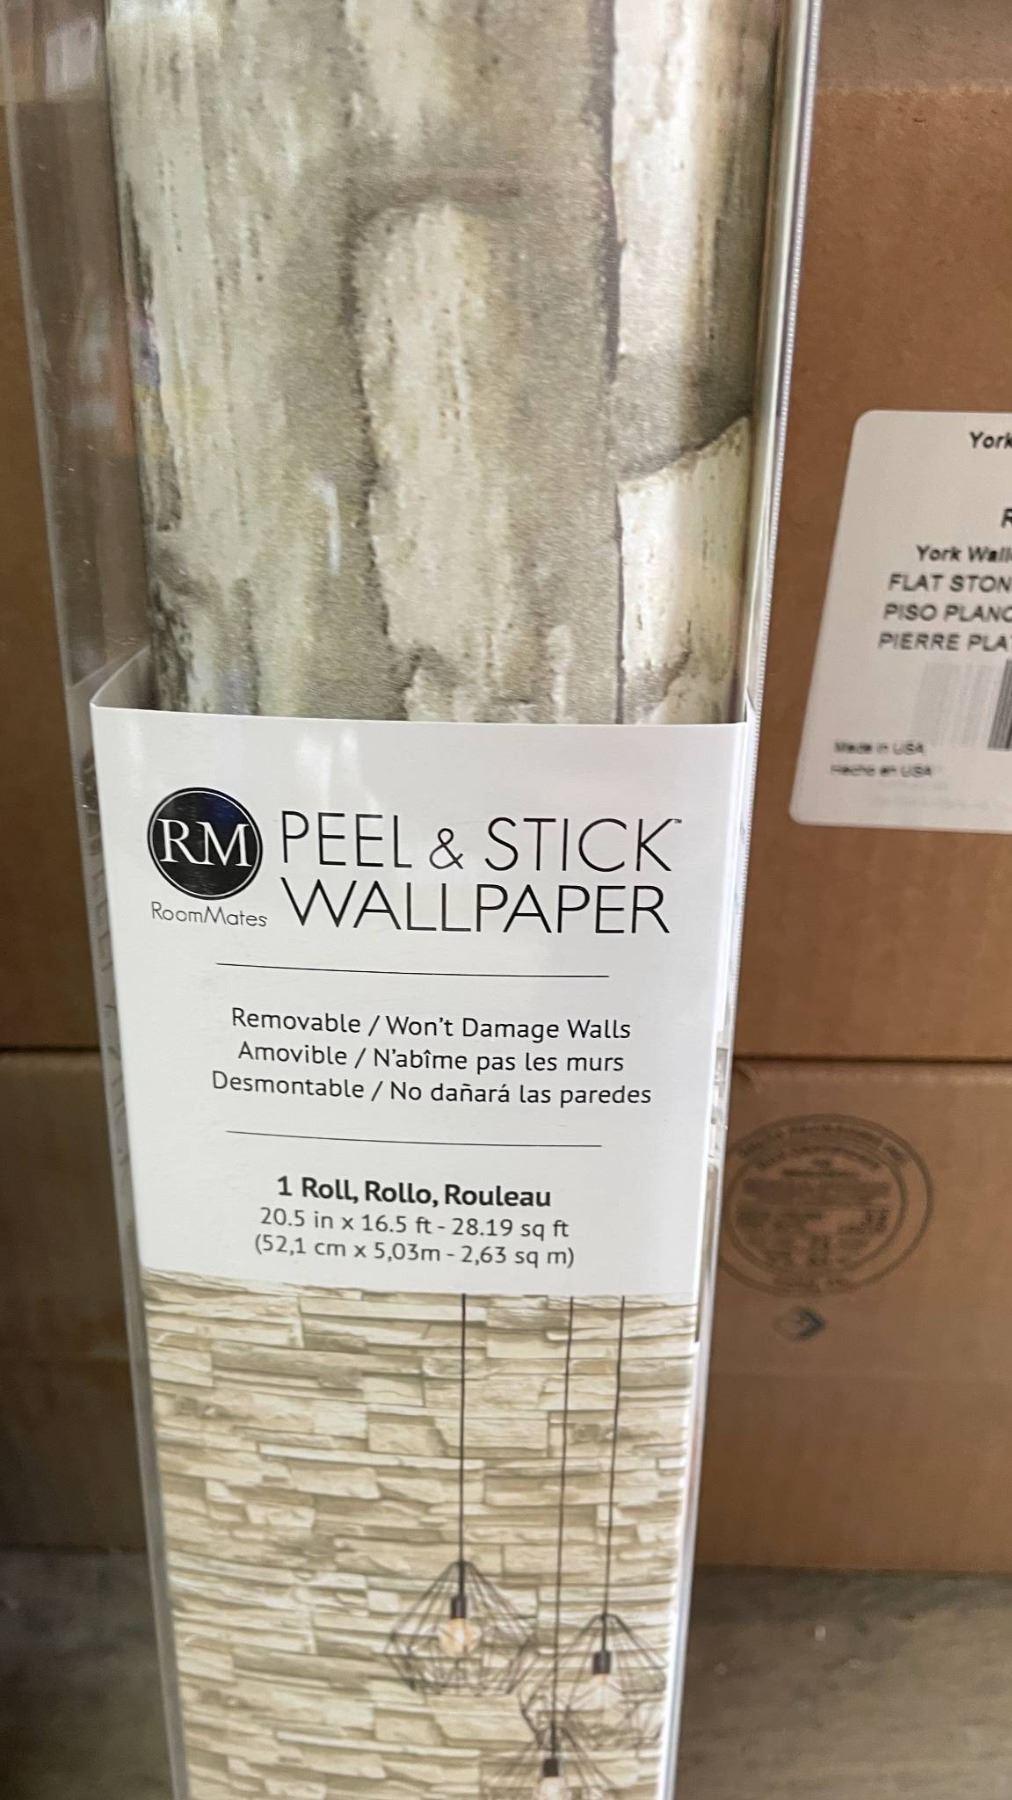 RM
RoomMates
PEEL & STICK™
WALLPAPER
Removable / Won't Damage Walls
Amovible / N'abîme pas les murs
Desmontable / No dañará las paredes
1 Roll, Rollo, Rouleau
20.5 in x 16.5 ft - 28.19 sq ft
(52,1 cm x 5,03m - 2,63 sq m)
York
York Wall
FLAT STON
PISO PLANO
PIERRE PLA
Made in USA
Hecho en USA